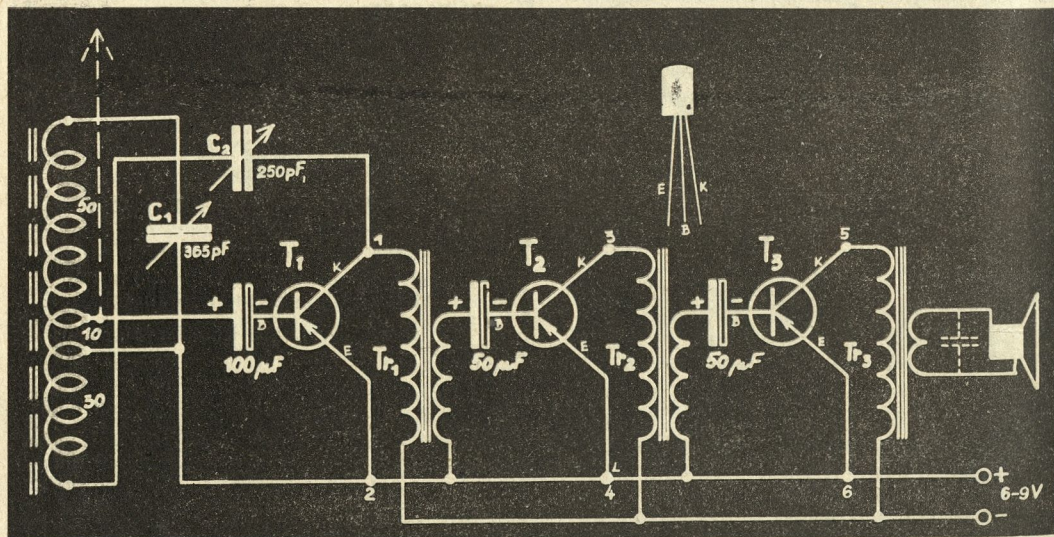 C2
250pF
50
C1
365pF
E
B
K
1
3
5
T1
K
T2
K
T3
K
+
-
B
+
-
B
+
-
B
10
E
E
E
100µF
Tr1
50µF
Tr2
50µF
Tr3
30
L
2
4
6
+
6-9V
-